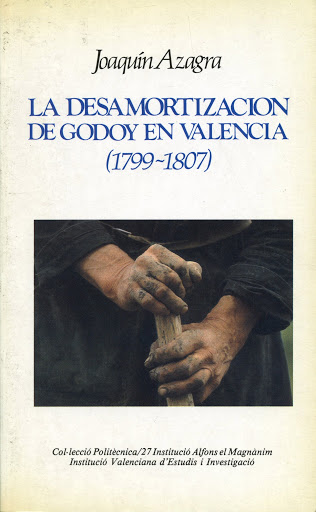 Joaquín Azagra
LA DESAMORTIZACION
DE GODOY EN VALENCIA
(1799~1807)
Col·lecció Politècnica/27 Institució Alfons el Magnànim
Institució Valenciana d'Estudis i Investigació